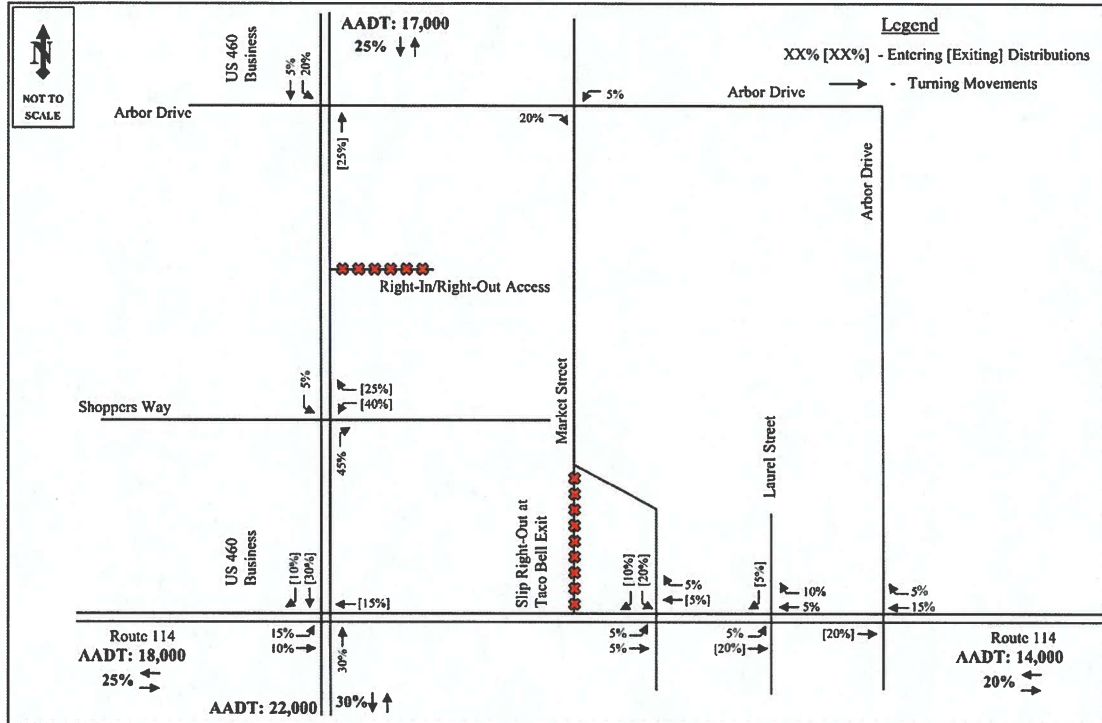 N
NOT TO
SCALE
US 460
Business
AADT: 17,000
25%
Legend
XX% [XX%] - Entering [Exiting] Distributions
- Turning Movements
5%
20%
Arbor Drive
5%
Arbor Drive
20%
[25%]
Arbor Drive
Right-In/Right-Out Access
5%
[25%]
[40%]
Shoppers Way
45%
Market Street
Laurel Street
US 460
Business
[10%]
[30%]
[15%]
Slip Right-Out at
Taco Bell Exit
[10%]
[20%]
5%
[5%]
[5%]
10%
5%
5%
15%
Route 114
AADT: 18,000
25%
15%
10%
30%
5%
5%
5%
[20%]
[20%]
Route 114
AADT: 14,000
20%
AADT: 22,000
30%